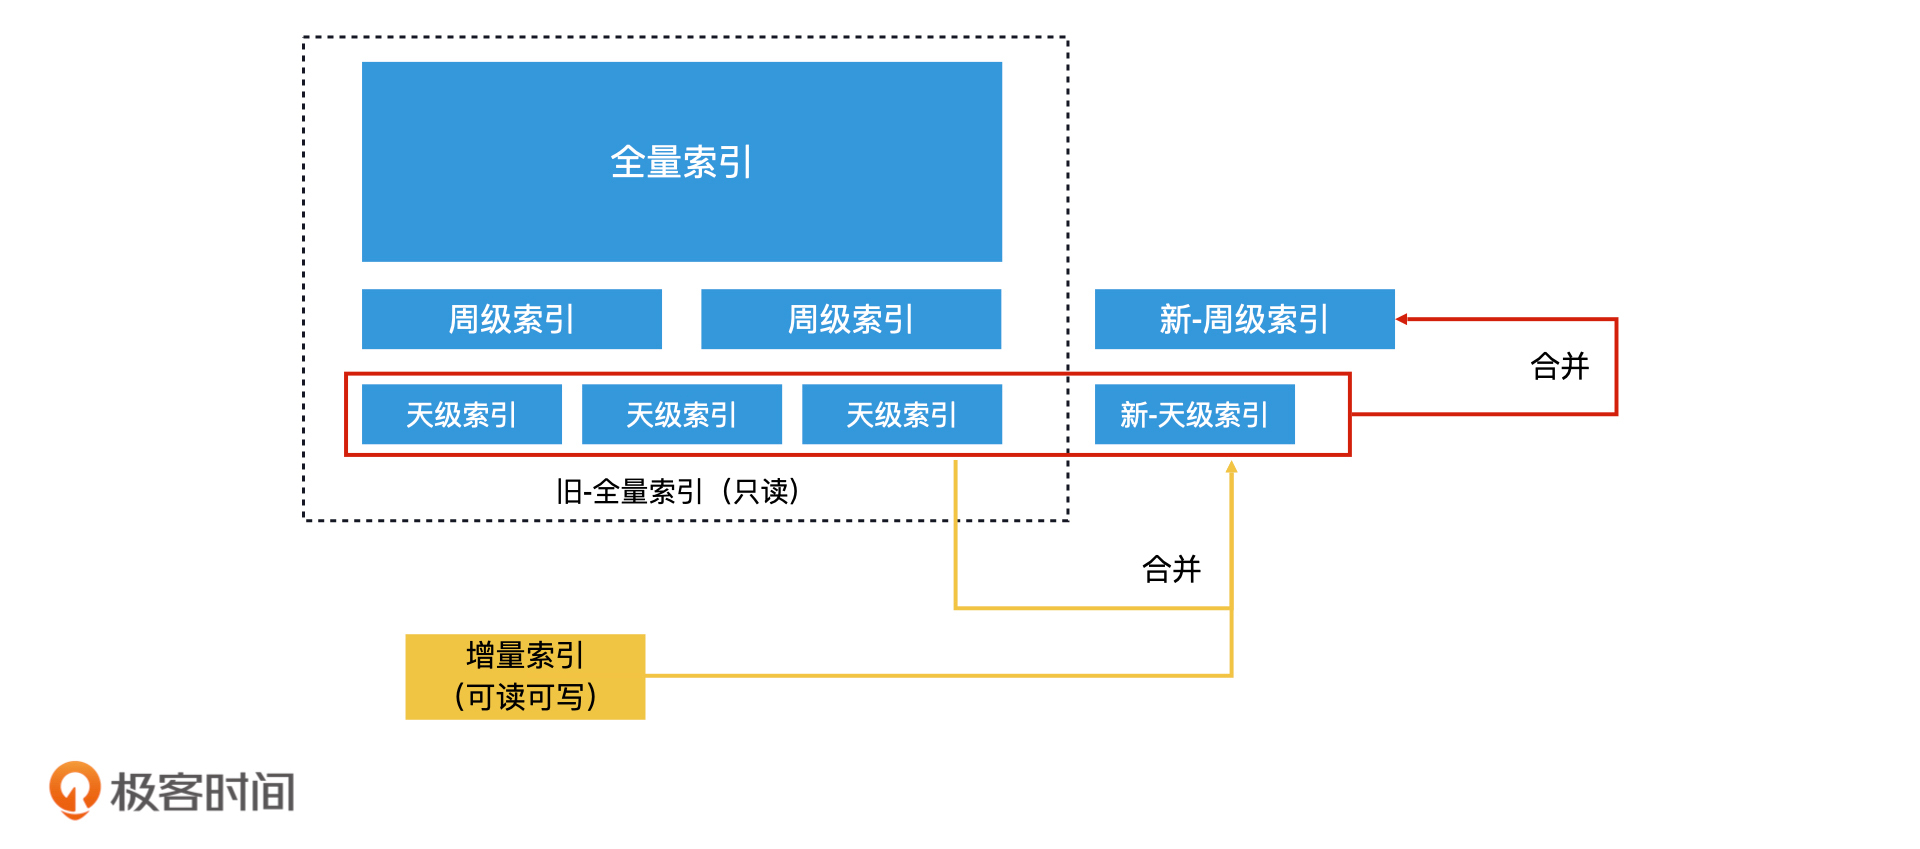 全量索引
周级索引
周级索引
新-周级索引
合并
天级索引
天级索引
天级索引
新-天级索引
旧-全量索引（只读）
合并
增量索引
（可读可写）
极客时间